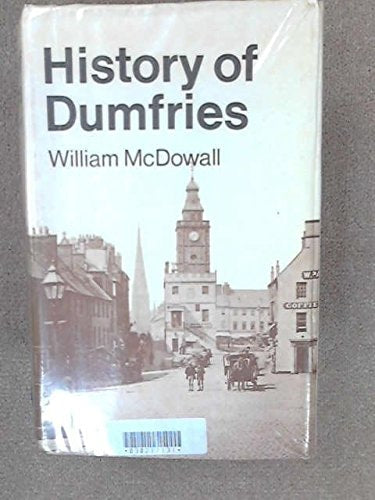 History of
Dumfries
William McDowall